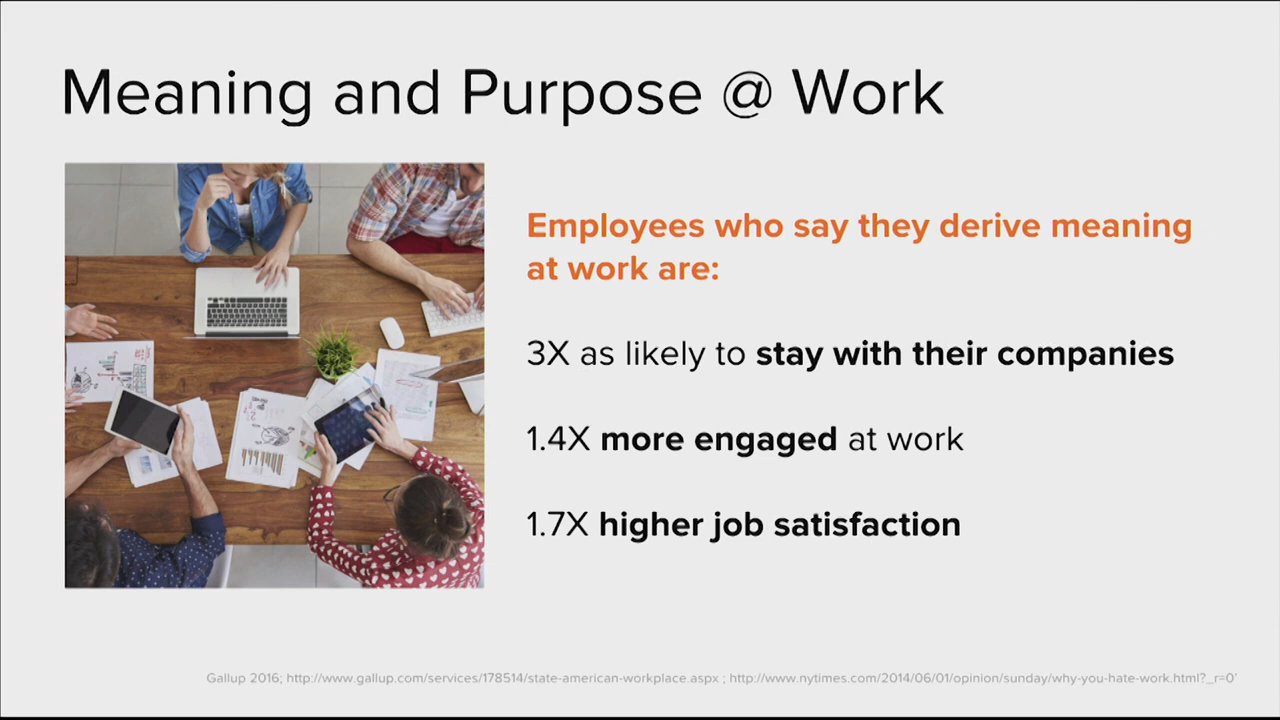 Meaning and Purpose @ Work
Employees who say they derive meaning
at work are:
3X as likely to stay with their companies
1.4X more engaged at work
1.7X higher job satisfaction
Gallup 2016; http://www.gallup.com/services/178514/state-american-workplace.aspx ; http://www.nytimes.com/2014/06/01/opinion/sunday/why-you-hate-work.html?_r=0'